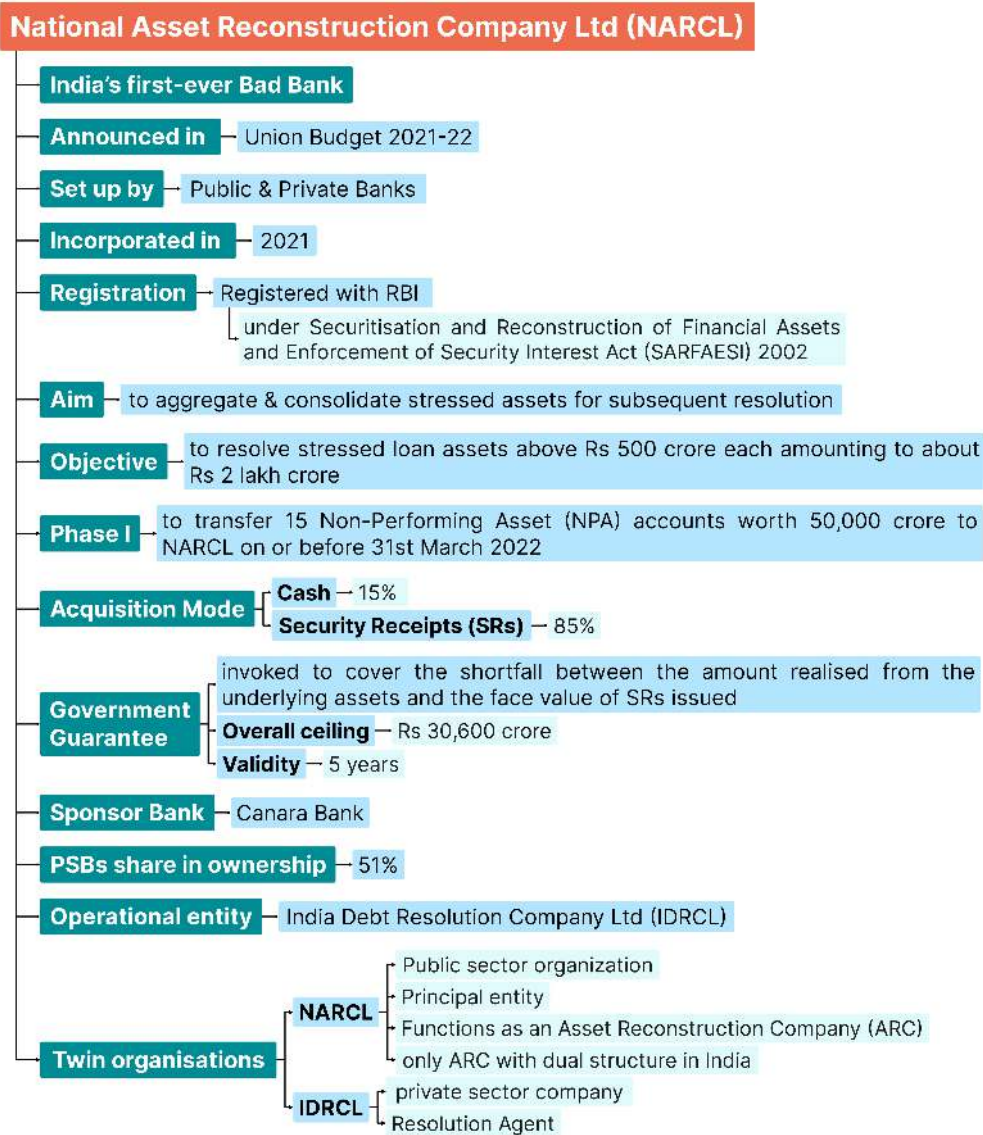 National Asset Reconstruction Company Ltd (NARCL)
India's first-ever Bad Bank
Announced in
Union Budget 2021-22
Set up by
Public & Private Banks
Incorporated in
2021
Registration
Registered with RBI
under Securitisation and Reconstruction of Financial Assets
and Enforcement of Security Interest Act (SARFAESI) 2002
Aim
to aggregate & consolidate stressed assets for subsequent resolution
Objective
to resolve stressed loan assets above Rs 500 crore each amounting to about
Rs 2 lakh crore
Phase I
to transfer 15 Non-Performing Asset (NPA) accounts worth 50,000 crore to
NARCL on or before 31st March 2022
Acquisition Mode
Cash
15%
Security Receipts (SRs)
85%
Government
Guarantee
invoked to cover the shortfall between the amount realised from the
underlying assets and the face value of SRs issued
Overall ceiling
Rs 30,600 crore
Validity
5 years
Sponsor Bank
Canara Bank
PSBs share in ownership
51%
Operational entity
India Debt Resolution Company Ltd (IDRCL)
Twin organisations
NARCL
Public sector organization
Principal entity
Functions as an Asset Reconstruction Company (ARC)
only ARC with dual structure in India
IDRCL
private sector company
Resolution Agent